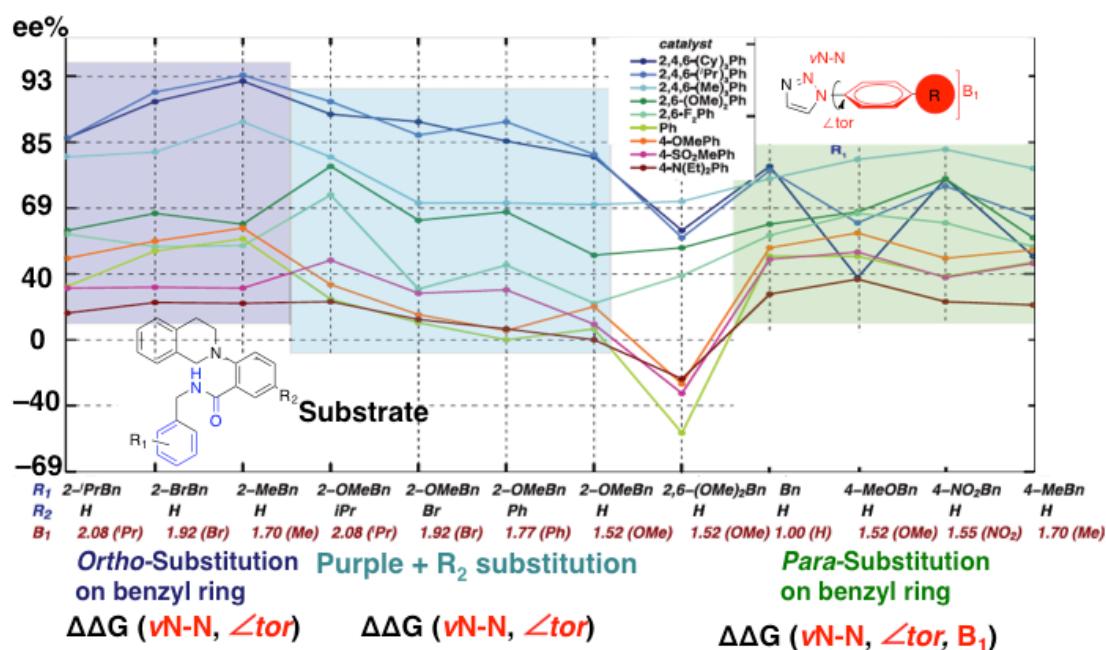 ee%
93
85
69
40
0
–40
–69
catalyst
2,4,6-(Cy)₃Ph
2,4,6-(ⁱPr)₃Ph
2,4,6-(Me)₃Ph
2,6-(OMe)₂Ph
2,6-F₂Ph
Ph
4-OMePh
4-SO₂MePh
4-N(Et)₂Ph
νN-N
N
N
N
∠tor
R
B₁
R₁
N
H
N
O
R₂
R₁
Substrate
R₁ 2-ⁱPrBn 2-BrBn 2-MeBn 2-OMeBn 2-OMeBn 2-OMeBn 2-OMeBn 2,6-(OMe)₂Bn Bn 4-MeOBn 4-NO₂Bn 4-MeBn
R₂ H H H iPr Br Ph H H H H H H
B₁ 2.08 (ⁱPr) 1.92 (Br) 1.70 (Me) 2.08 (ⁱPr) 1.92 (Br) 1.77 (Ph) 1.52 (OMe) 1.52 (OMe) 1.00 (H) 1.52 (OMe) 1.55 (NO₂) 1.70 (Me)
Ortho-Substitution
on benzyl ring
Purple + R₂ substitution
Para-Substitution
on benzyl ring
ΔΔG (νN-N, ∠tor)
ΔΔG (νN-N, ∠tor)
ΔΔG (νN-N, ∠tor, B₁)